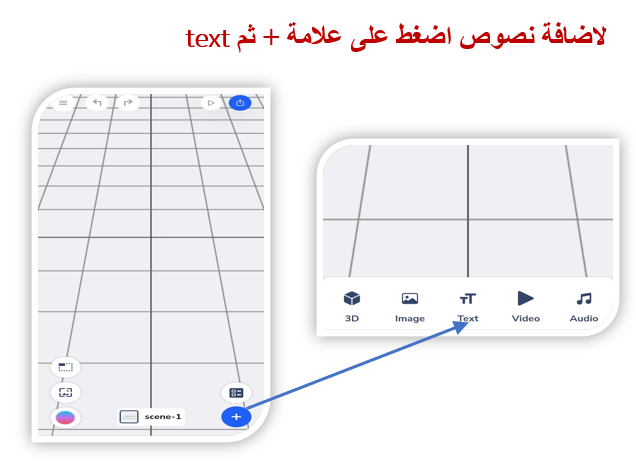 لاضافة نصوص اضغط على علامة + ثم text
scene-1
+
3D Image Text Video Audio